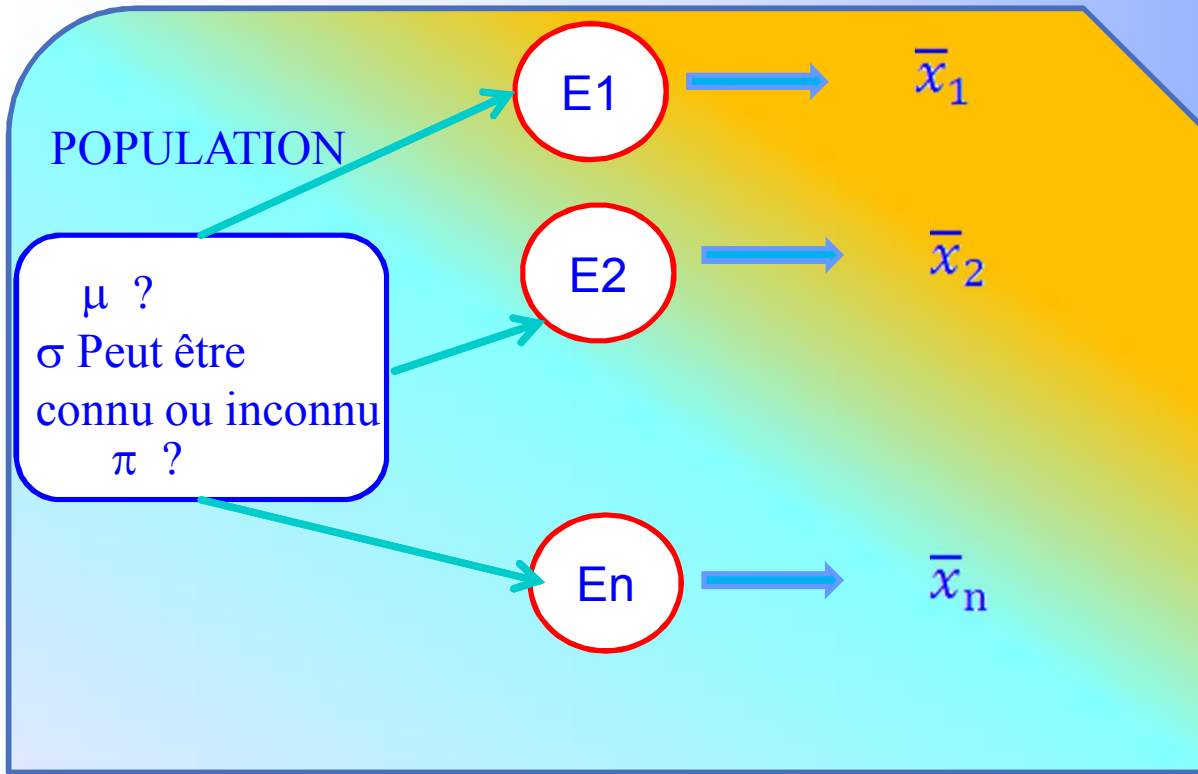 E1
x̄₁
POPULATION
E2
x̄₂
μ ?
σ Peut être
connu ou inconnu
π ?
En
x̄ₙ